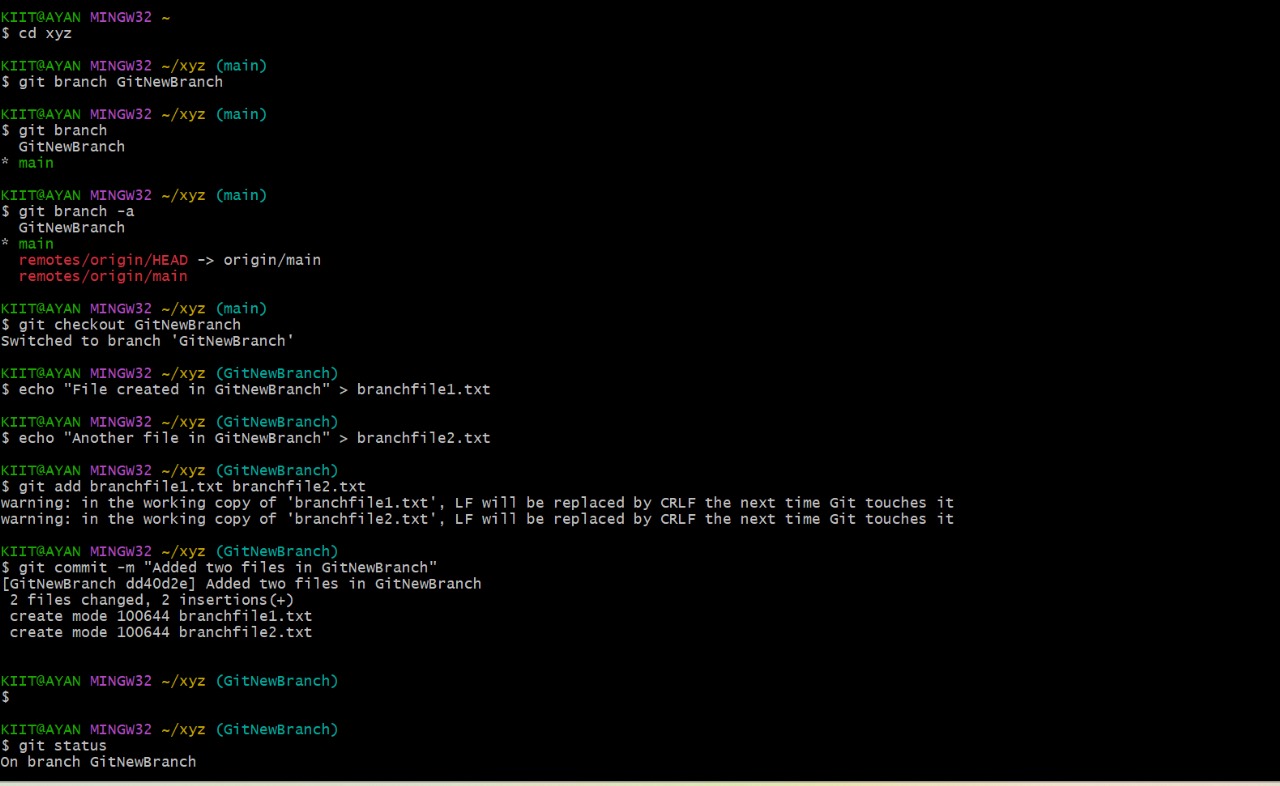 KIIT@AYAN MINGW32 ~
$ cd xyz
KIIT@AYAN MINGW32 ~/xyz (main)
$ git branch GitNewBranch
KIIT@AYAN MINGW32 ~/xyz (main)
$ git branch
  GitNewBranch
* main
KIIT@AYAN MINGW32 ~/xyz (main)
$ git branch -a
  GitNewBranch
* main
  remotes/origin/HEAD -> origin/main
  remotes/origin/main
KIIT@AYAN MINGW32 ~/xyz (main)
$ git checkout GitNewBranch
Switched to branch 'GitNewBranch'
KIIT@AYAN MINGW32 ~/xyz (GitNewBranch)
$ echo "File created in GitNewBranch" > branchfile1.txt
KIIT@AYAN MINGW32 ~/xyz (GitNewBranch)
$ echo "Another file in GitNewBranch" > branchfile2.txt
KIIT@AYAN MINGW32 ~/xyz (GitNewBranch)
$ git add branchfile1.txt branchfile2.txt
warning: in the working copy of 'branchfile1.txt', LF will be replaced by CRLF the next time Git touches it
warning: in the working copy of 'branchfile2.txt', LF will be replaced by CRLF the next time Git touches it
KIIT@AYAN MINGW32 ~/xyz (GitNewBranch)
$ git commit -m "Added two files in GitNewBranch"
[GitNewBranch dd40d2e] Added two files in GitNewBranch
 2 files changed, 2 insertions(+)
 create mode 100644 branchfile1.txt
 create mode 100644 branchfile2.txt
KIIT@AYAN MINGW32 ~/xyz (GitNewBranch)
$
KIIT@AYAN MINGW32 ~/xyz (GitNewBranch)
$ git status
On branch GitNewBranch